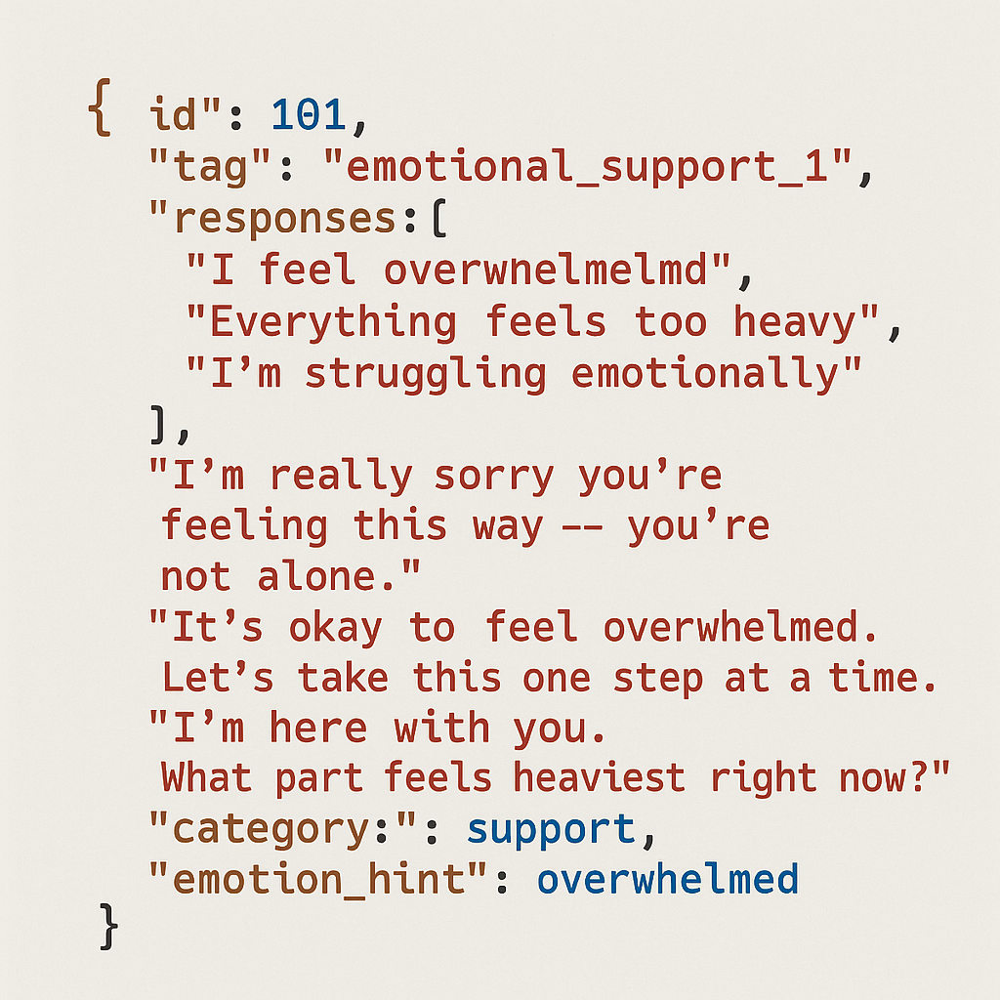 { id": 101,
"tag": "emotional_support_1",
"responses:[
"I feel overwnelmelmd",
"Everything feels too heavy",
"I’m struggling emotionally"
],
"I’m really sorry you’re
feeling this way –– you’re
not alone."
"It’s okay to feel overwhelmed.
Let’s take this one step at a time.
"I’m here with you.
What part feels heaviest right now?"
"category:": support,
"emotion_hint": overwhelmed
}